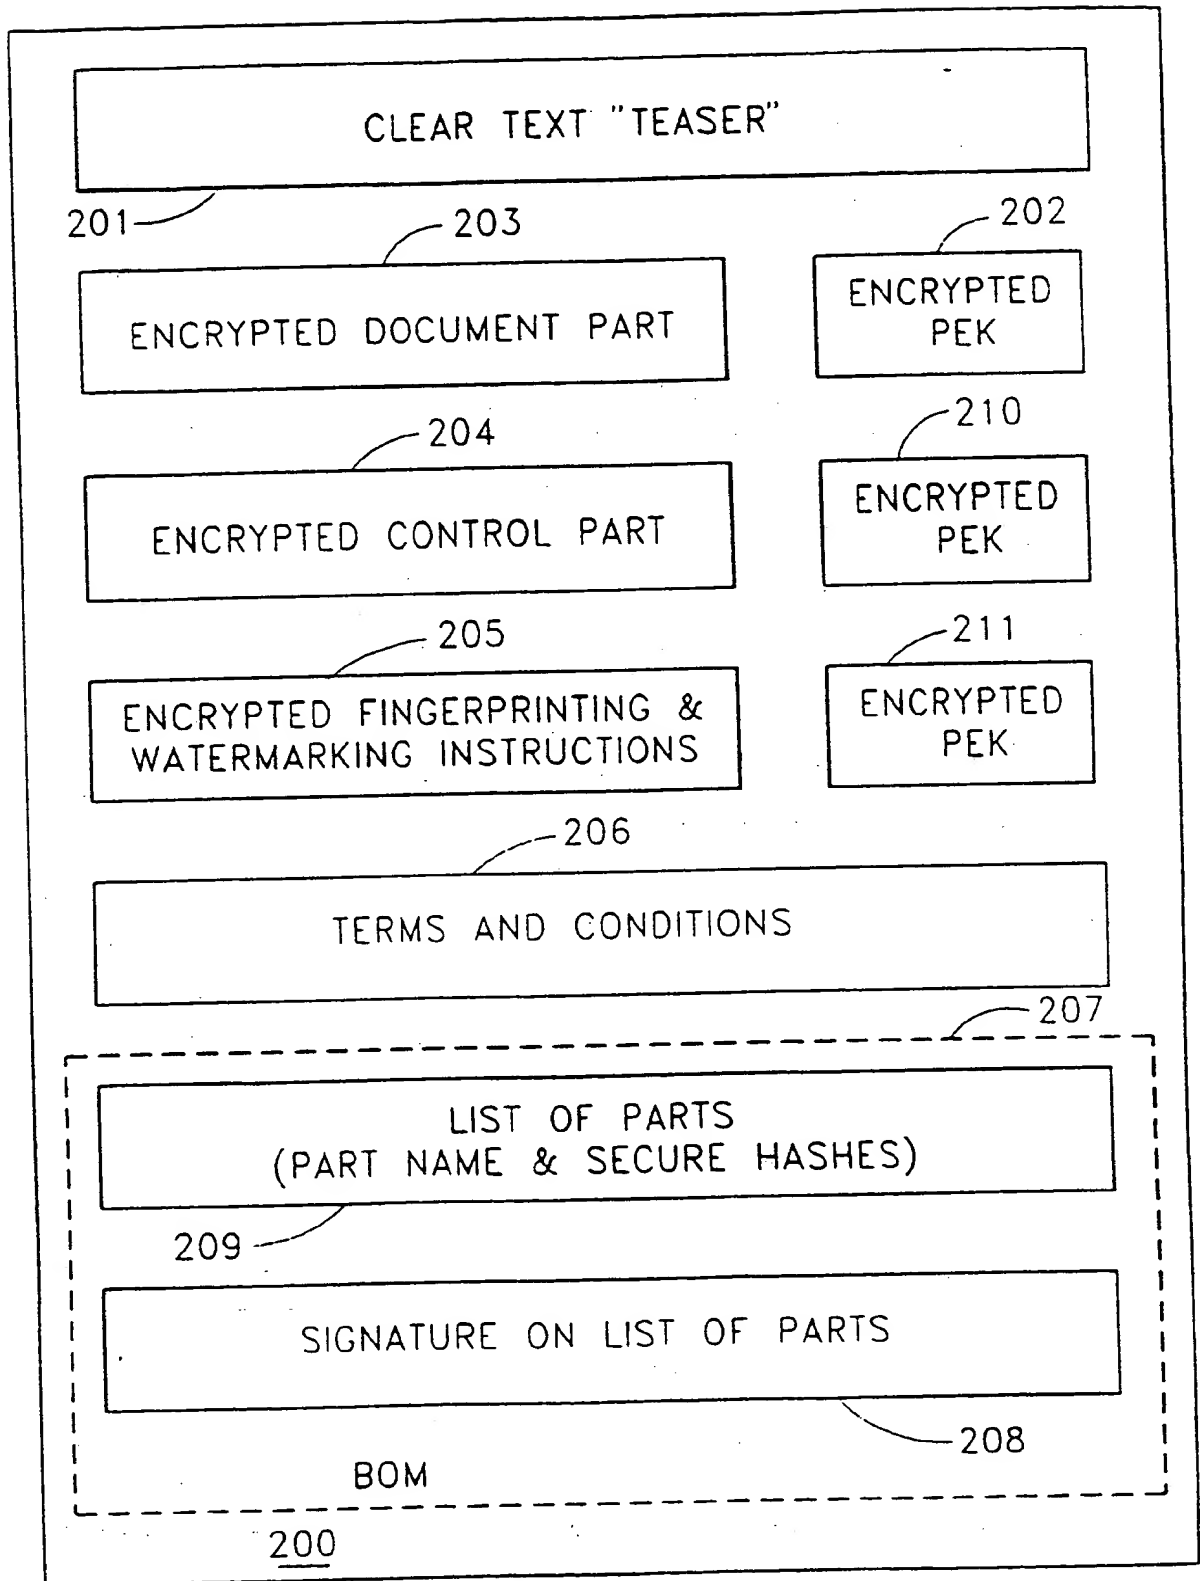 CLEAR TEXT "TEASER"
201
203
202
ENCRYPTED DOCUMENT PART
ENCRYPTED
PEK
204
210
ENCRYPTED CONTROL PART
ENCRYPTED
PEK
205
211
ENCRYPTED FINGERPRINTING &
WATERMARKING INSTRUCTIONS
ENCRYPTED
PEK
206
TERMS AND CONDITIONS
207
LIST OF PARTS
(PART NAME & SECURE HASHES)
209
SIGNATURE ON LIST OF PARTS
208
BOM
200